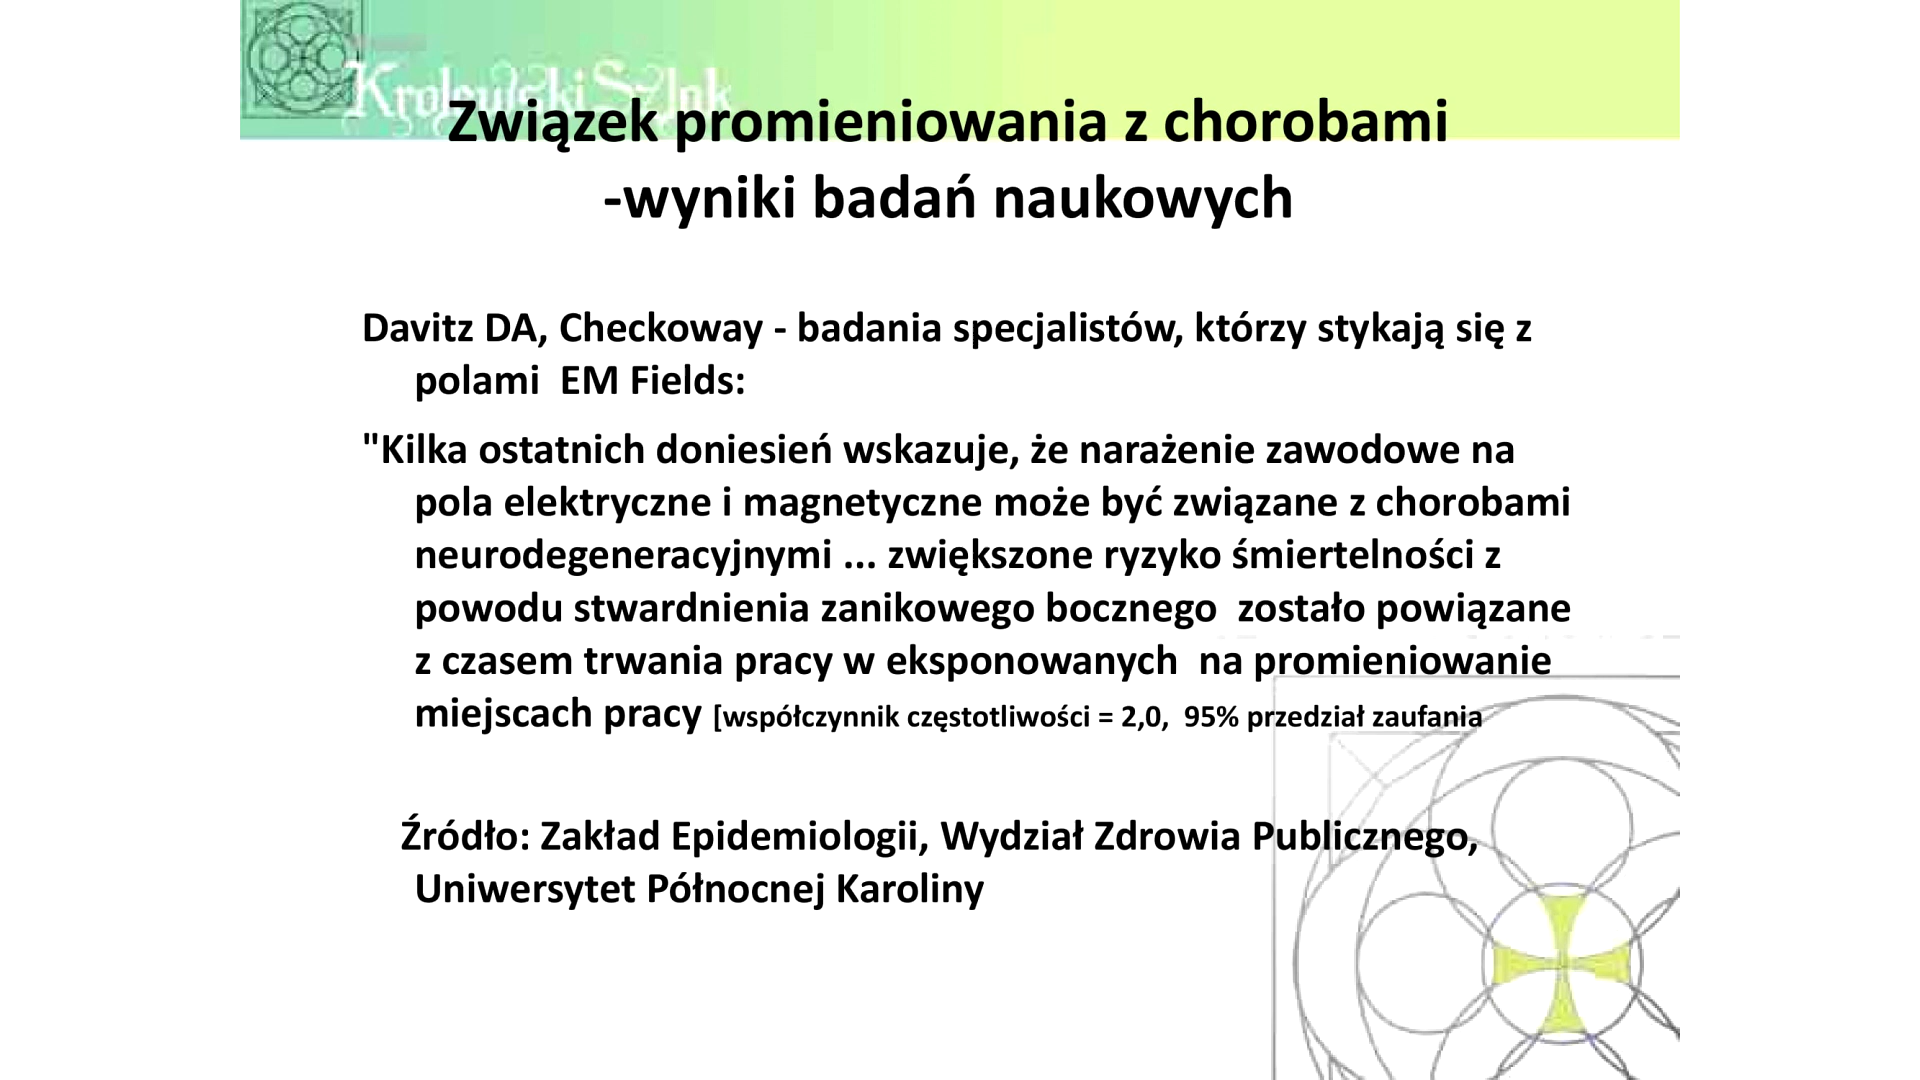 Królewski Szlak
Związek promieniowania z chorobami
-wyniki badań naukowych
Davitz DA, Checkoway - badania specjalistów, którzy stykają się z
polami EM Fields:
"Kilka ostatnich doniesień wskazuje, że narażenie zawodowe na
pola elektryczne i magnetyczne może być związane z chorobami
neurodegeneracyjnymi ... zwiększone ryzyko śmiertelności z
powodu stwardnienia zanikowego bocznego zostało powiązane
z czasem trwania pracy w eksponowanych na promieniowanie
miejscach pracy [współczynnik częstotliwości = 2,0, 95% przedział zaufania
Źródło: Zakład Epidemiologii, Wydział Zdrowia Publicznego,
Uniwersytet Północnej Karoliny